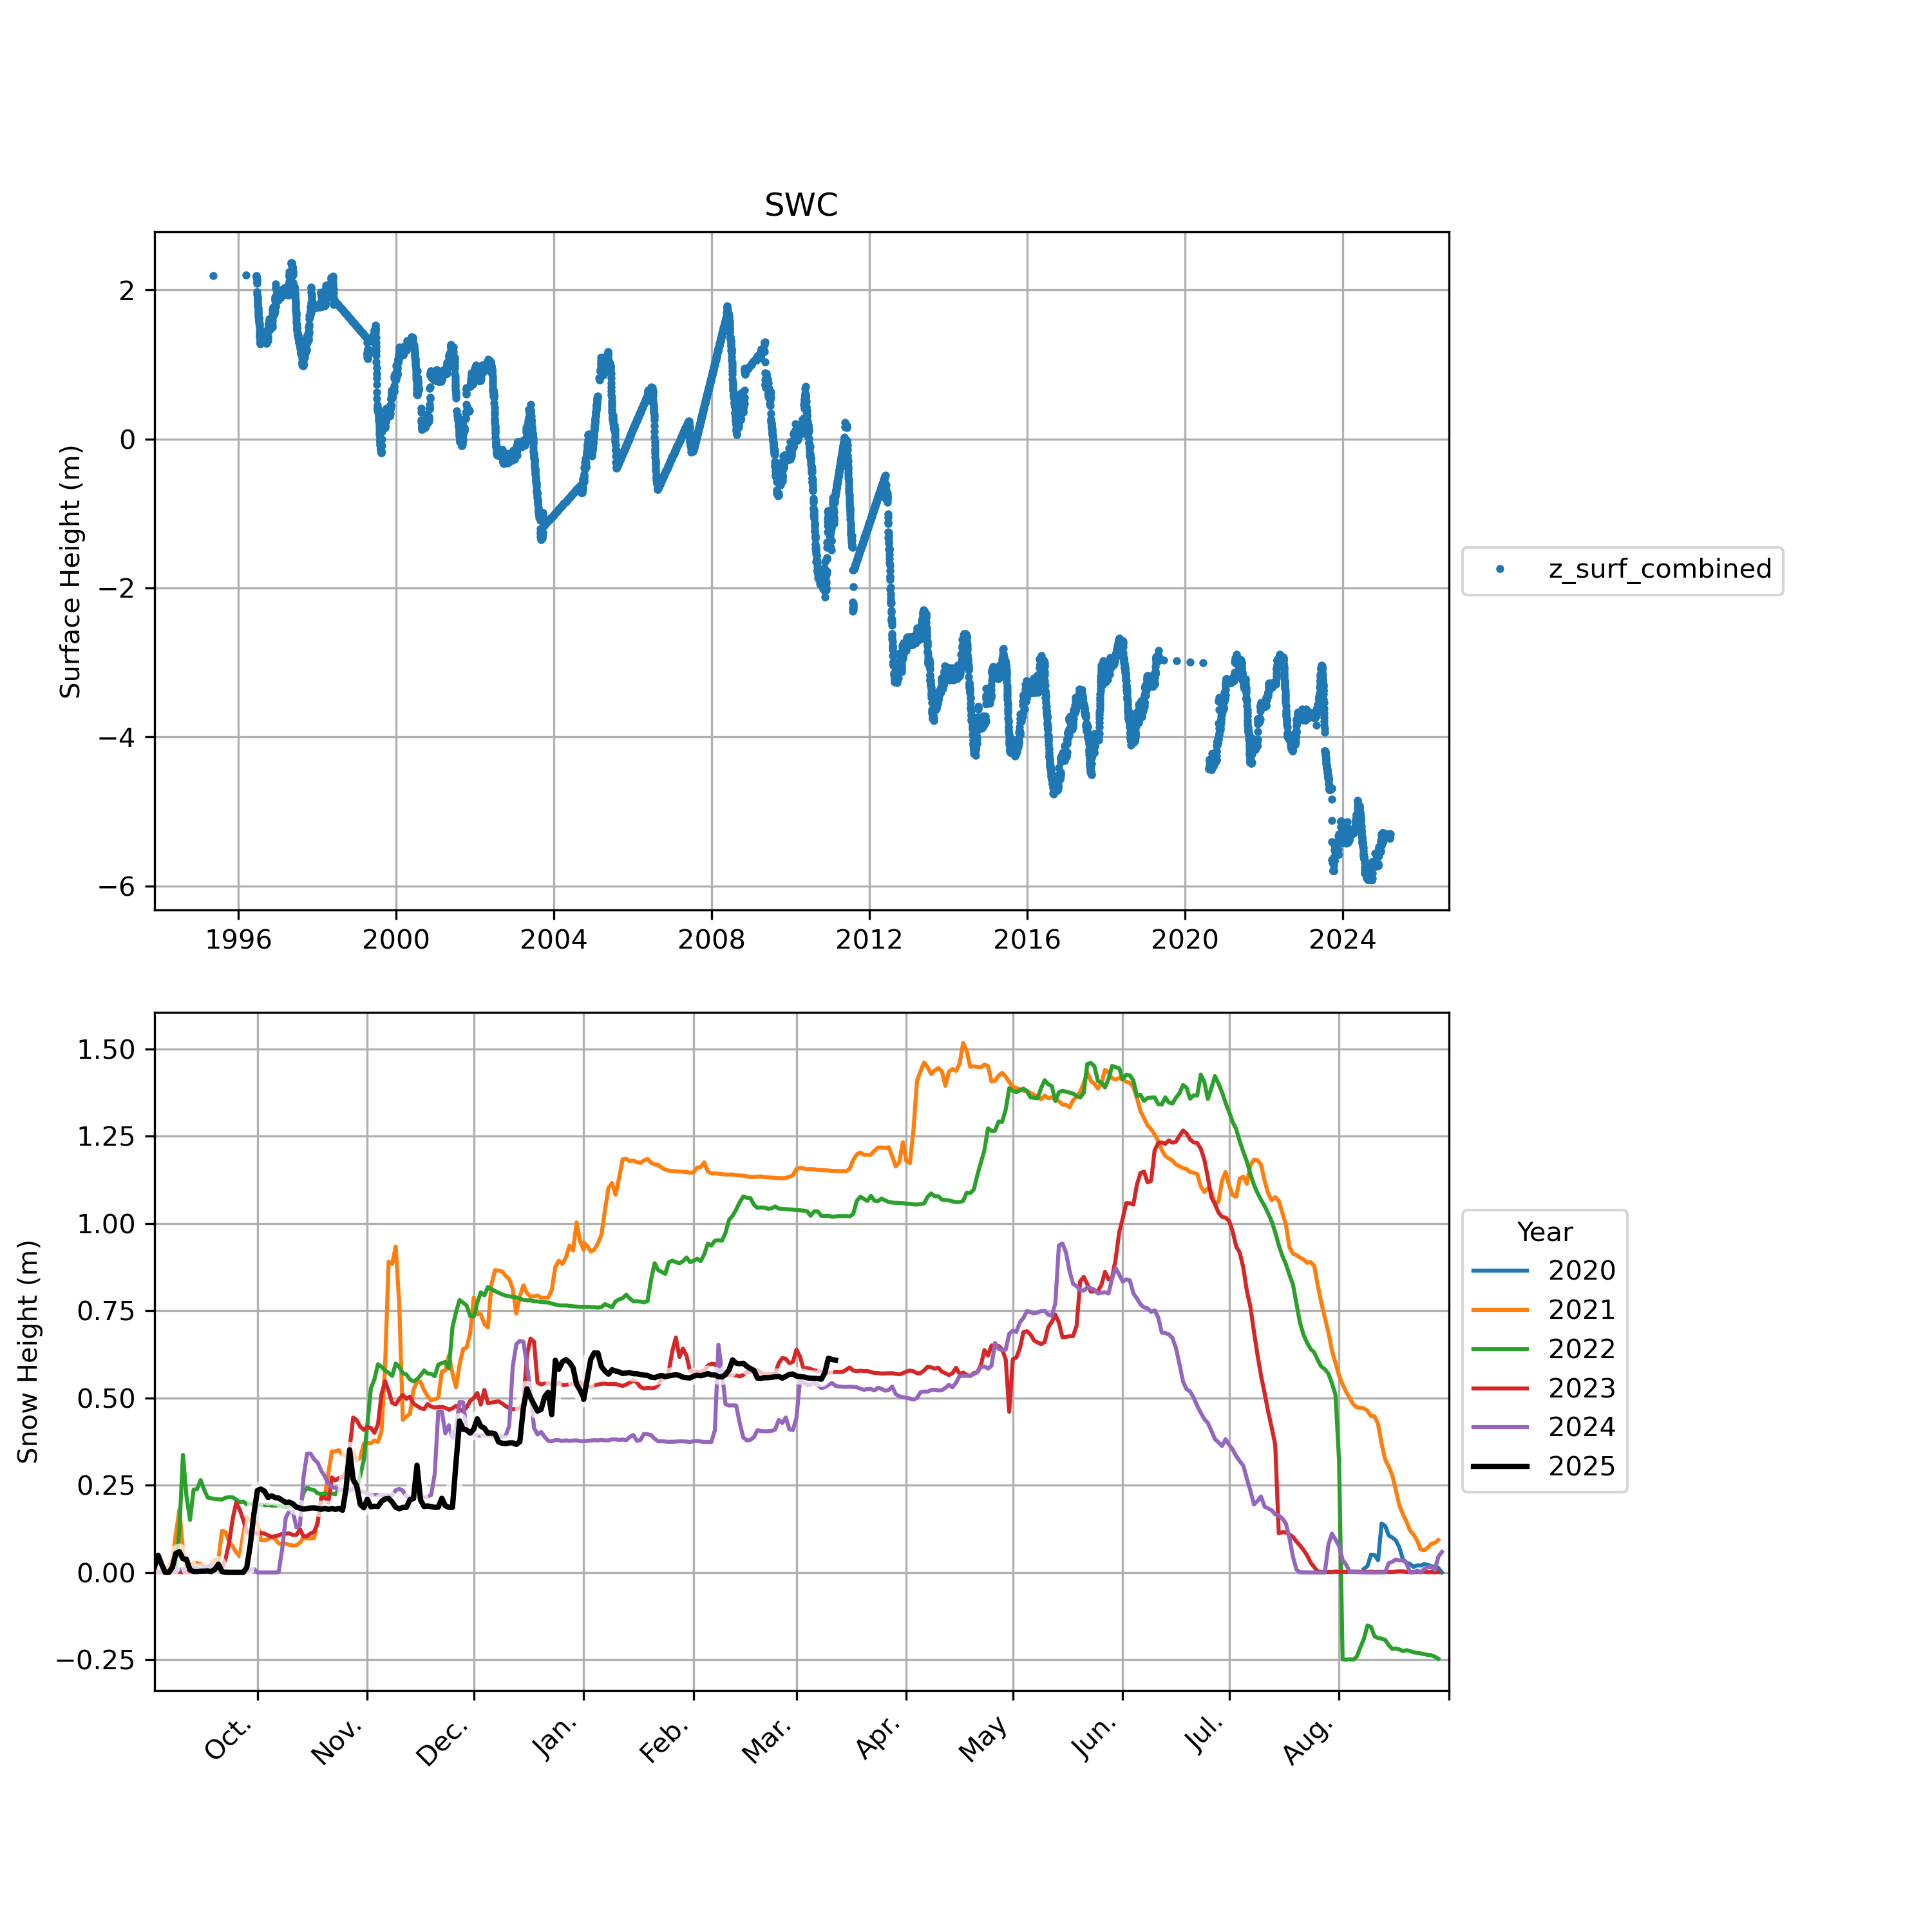 SWC
Surface Height (m)
2
0
−2
−4
−6
1996 2000 2004 2008 2012 2016 2020 2024
z_surf_combined
Snow Height (m)
1.50
1.25
1.00
0.75
0.50
0.25
0.00
−0.25
Oct. Nov. Dec. Jan. Feb. Mar. Apr. May Jun. Jul. Aug.
Year
2020
2021
2022
2023
2024
2025